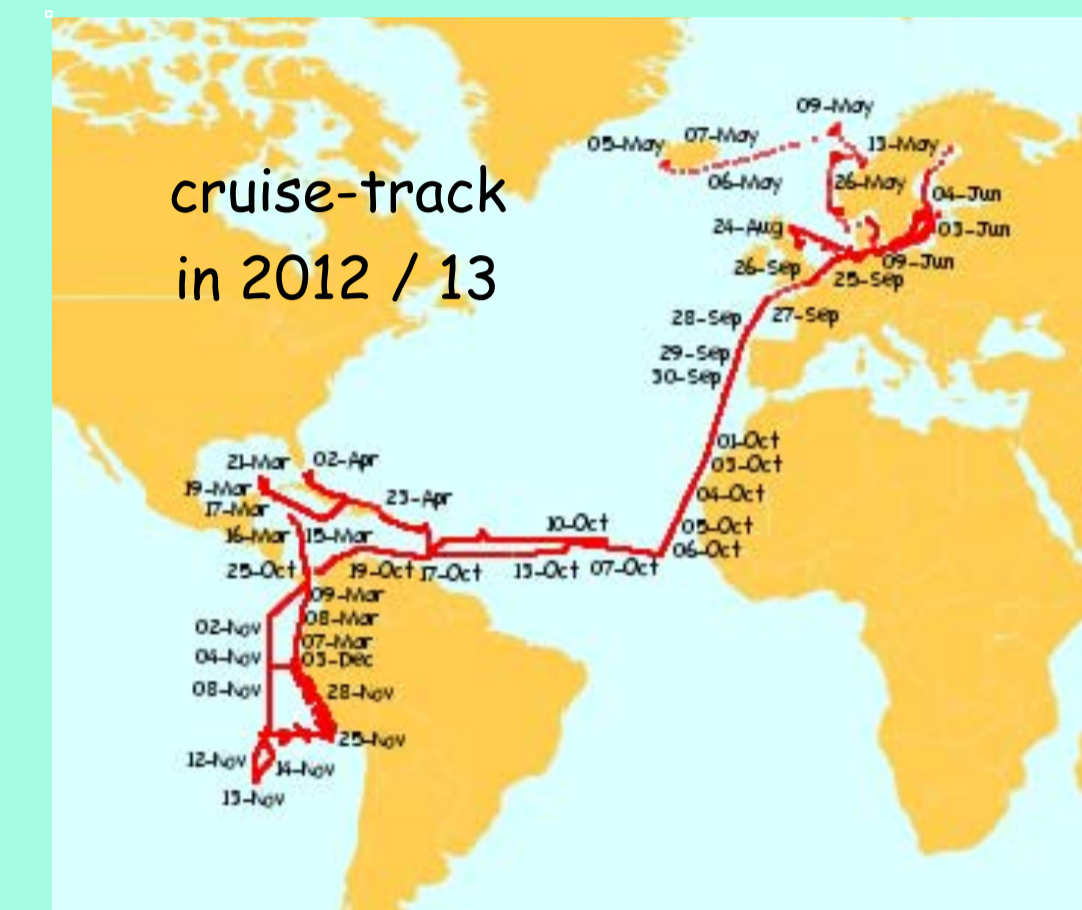 cruise-track
in 2012 / 13
09-May
05-May
07-May
13-May
06-May
26-May
04-Jun
24-Aug
03-Jun
26-Sep
09-Jun
25-Sep
28-Sep
27-Sep
29-Sep
30-Sep
01-Oct
03-Oct
04-Oct
05-Oct
06-Oct
21-Mar
02-Apr
19-Mar
23-Apr
17-Mar
10-Oct
16-Mar
15-Mar
25-Oct
19-Oct
17-Oct
13-Oct
07-Oct
09-Mar
08-Mar
02-Nov
07-Mar
04-Nov
03-Dec
08-Nov
28-Nov
25-Nov
12-Nov
14-Nov
13-Nov